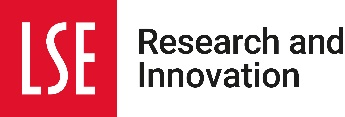 LSE
Research and
Innovation